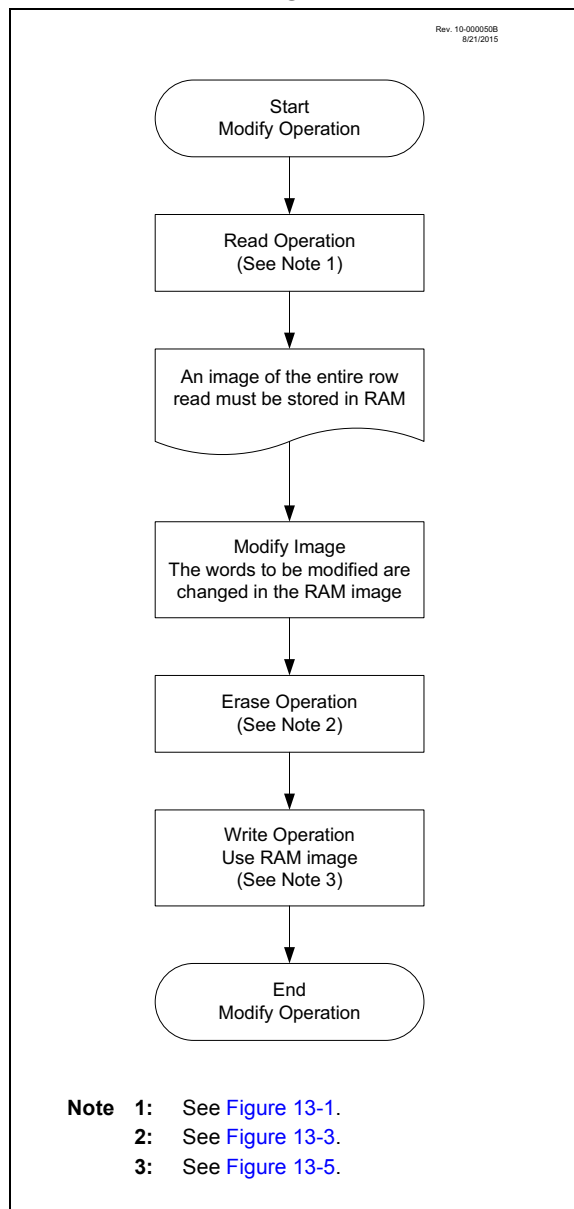 Rev. 10-000050B
8/21/2015
Start
Modify Operation
Read Operation
(See Note 1)
An image of the entire row
read must be stored in RAM
Modify Image
The words to be modified are
changed in the RAM image
Erase Operation
(See Note 2)
Write Operation
Use RAM image
(See Note 3)
End
Modify Operation
Note 1: See Figure 13-1.
2: See Figure 13-3.
3: See Figure 13-5.